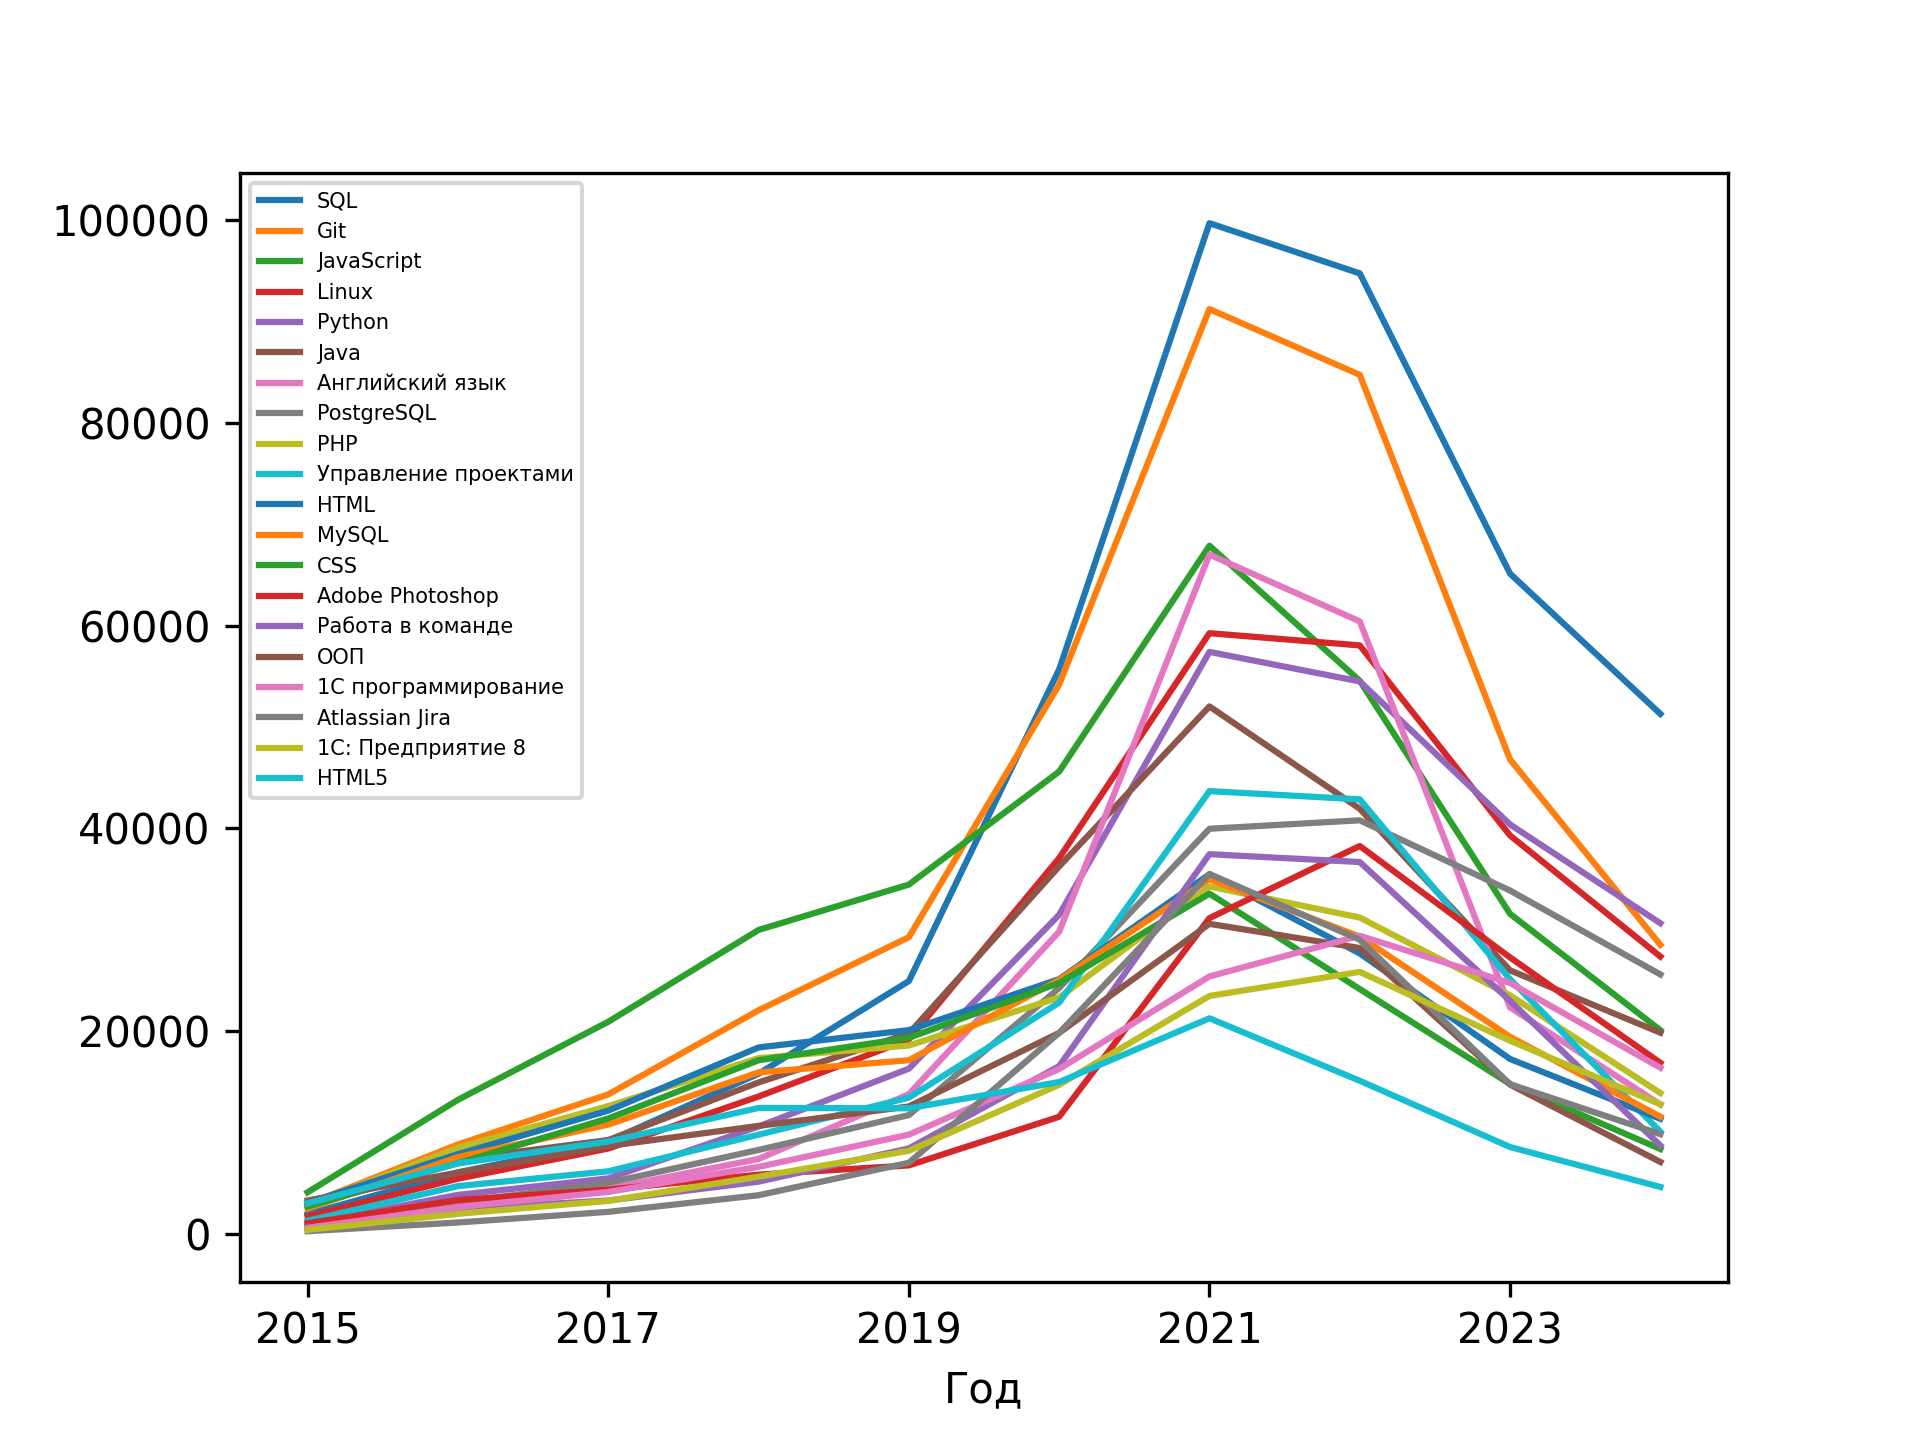 SQL
Git
JavaScript
Linux
Python
Java
Английский язык
PostgreSQL
PHP
Управление проектами
HTML
MySQL
CSS
Adobe Photoshop
Работа в команде
ООП
1С программирование
Atlassian Jira
1С: Предприятие 8
HTML5
100000
80000
60000
40000
20000
0
2015 2017 2019 2021 2023
Год